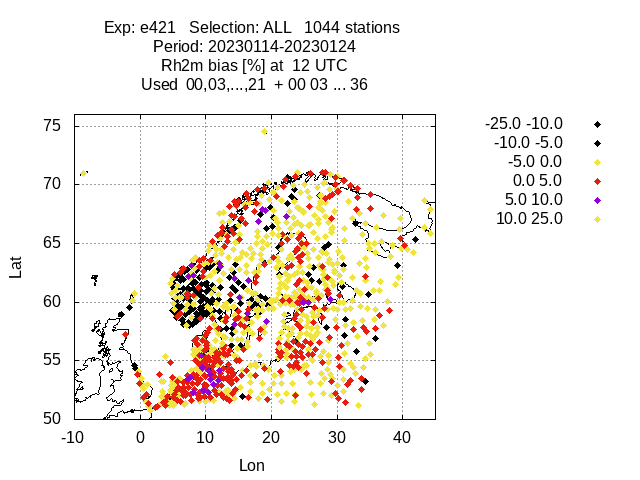 Exp: e421 Selection: ALL 1044 stations
Period: 20230114-20230124
Rh2m bias [%] at 12 UTC
Used 00,03,...,21 + 00 03 ... 36
75
70
65
60
55
50
Lat
-10 0 10 20 30 40
Lon
-25.0 -10.0
-10.0 -5.0
-5.0 0.0
0.0 5.0
5.0 10.0
10.0 25.0